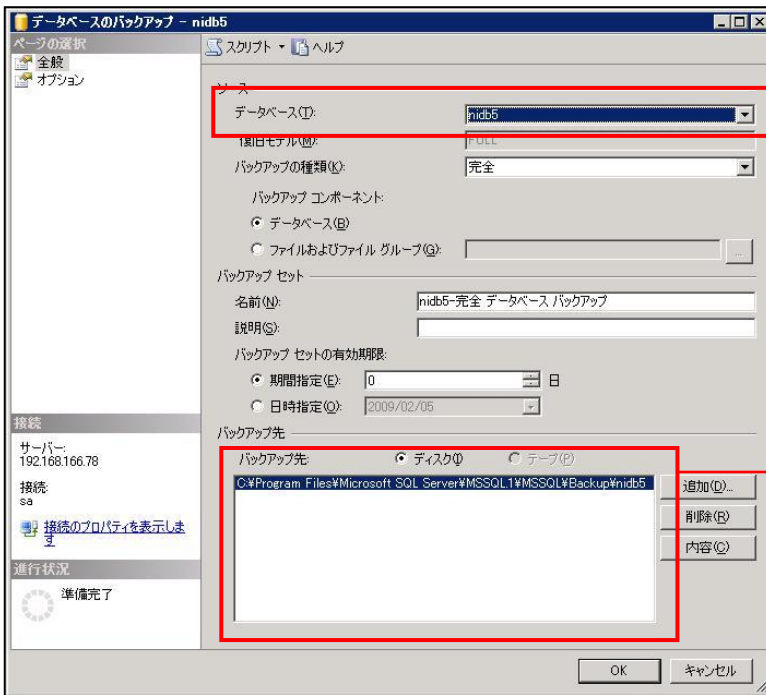 データベースのバックアップ - nidb5
ページの選択
全般
オプション
スクリプト ヘルプ
ソース
データベース(T): nidb5
復旧モデル(M): FULL
バックアップの種類(K): 完全
バックアップ コンポーネント:
データベース(B)
ファイルおよびファイル グループ(G): ...
バックアップ セット
名前(N): nidb5-完全 データベース バックアップ
説明(S):
バックアップ セットの有効期限:
期間指定(E): 0 日
日時指定(O): 2009/02/05
バックアップ先
バックアップ先: ディスク(I) テープ(P)
C:¥Program Files¥Microsoft SQL Server¥MSSQL.1¥MSSQL¥Backup¥nidb5
追加(D)...
削除(R)
内容(C)
接続
サーバー:
192.168.166.78
接続:
sa
接続のプロパティを表示しま
す
進行状況
準備完了
OK キャンセル